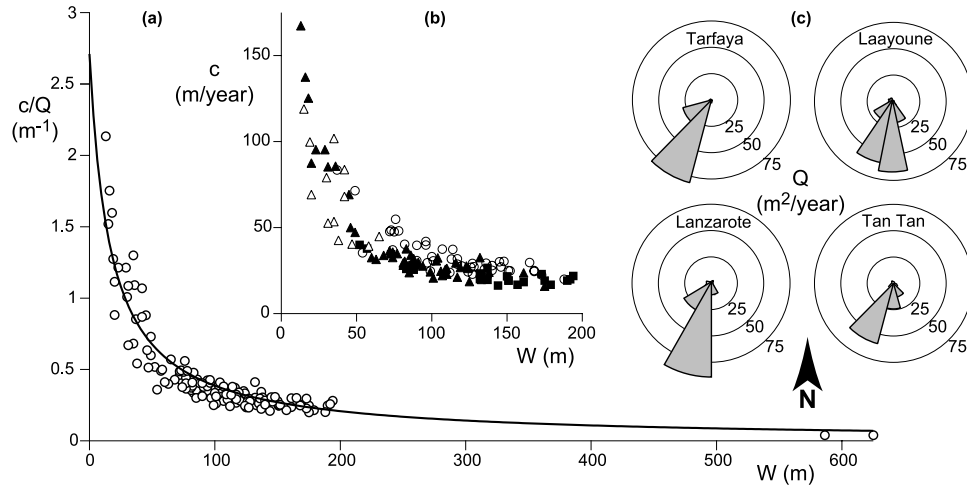 (a)
3
2.5
2
1.5
1
0.5
0
c/Q
(m-1)
0 100 200 300 400 500 600
W (m)
(b)
c
(m/year)
150
100
50
0
0 50 100 150 200
W (m)
(c)
Tarfaya
25
50
75
Laayoune
25
50
75
Q
(m2/year)
Lanzarote
25
50
75
Tan Tan
25
50
75
N